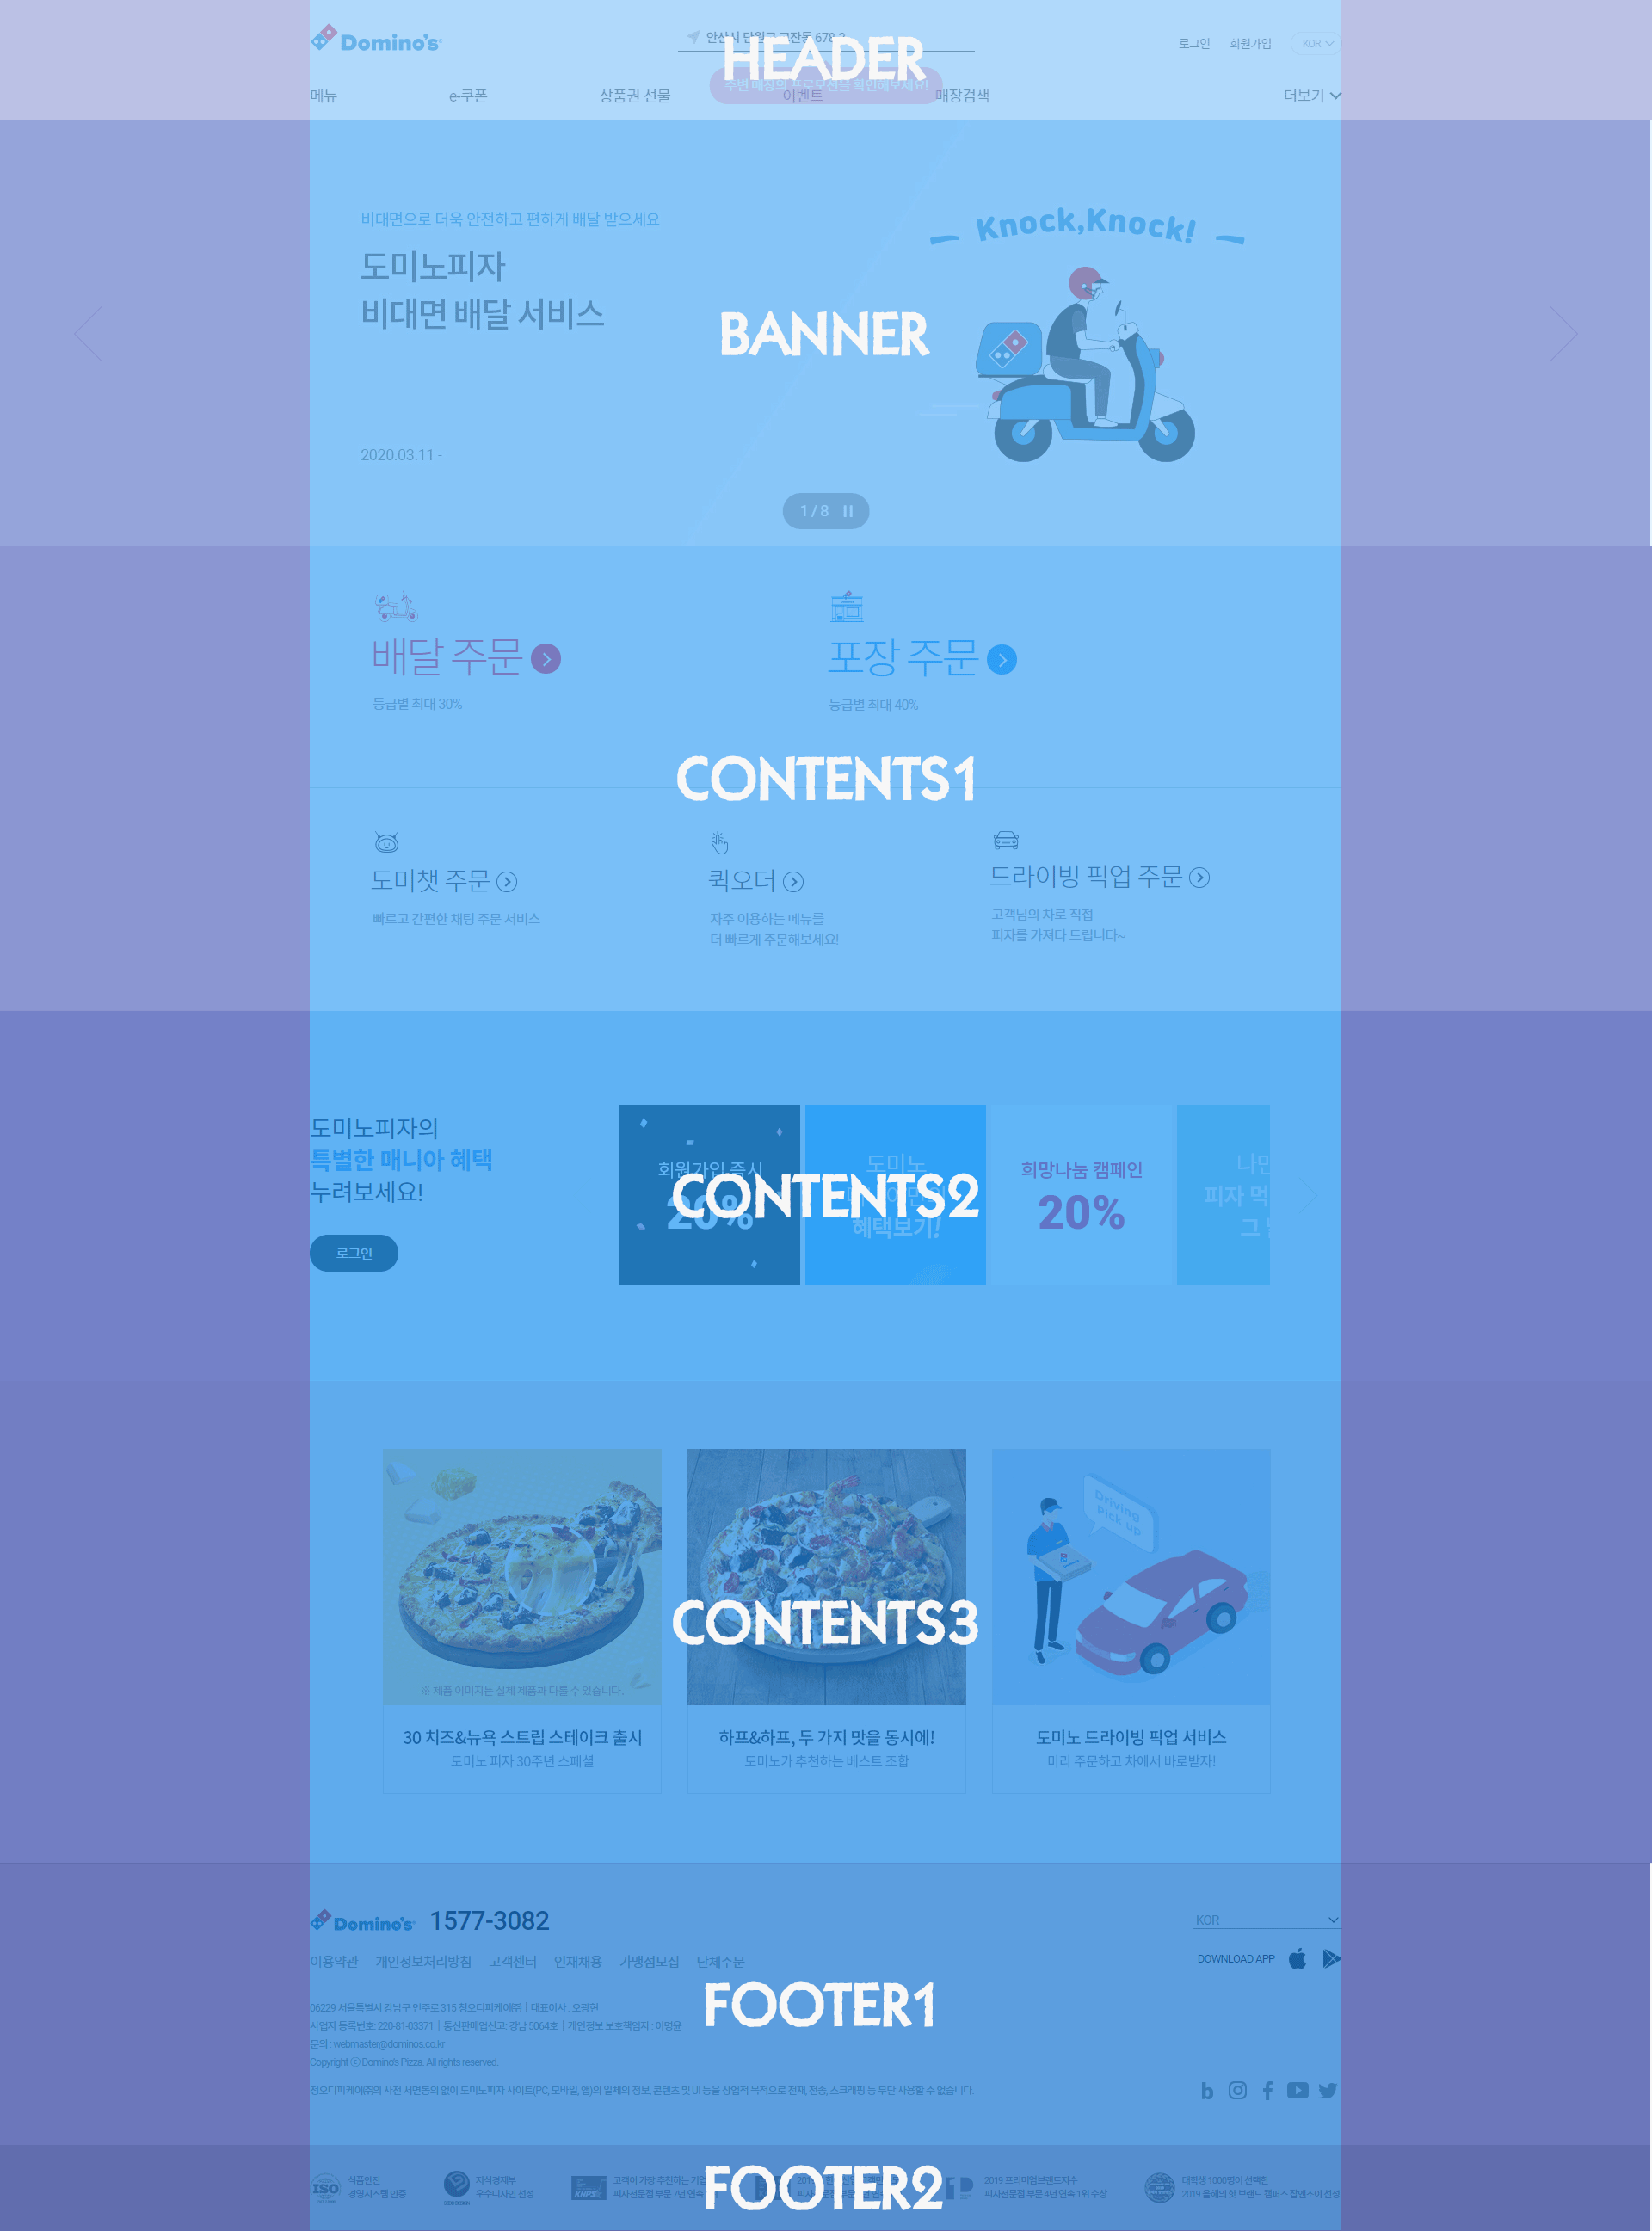 Domino's
안산시 단원구 고잔동 678-2
로그인 회원가입 KOR
HEADER
주변 매장의 프로모션을 확인해보세요!
메뉴 e-쿠폰 상품권 선물 이벤트 매장검색 더보기
비대면으로 더욱 안전하고 편하게 배달 받으세요
도미노피자
비대면 배달 서비스
Knock,Knock!
BANNER
2020.03.11 -
1 / 8
배달 주문
등급별 최대 30%
포장 주문
등급별 최대 40%
CONTENTS1
도미챗 주문
빠르고 간편한 채팅 주문 서비스
퀵오더
자주 이용하는 메뉴를
더 빠르게 주문해보세요!
드라이빙 픽업 주문
고객님의 차로 직접
피자를 가져다 드립니다~
도미노피자의
특별한 매니아 혜택
누려보세요!
로그인
회원가입 즉시
20%
도미노
혜택보기!
희망나눔 캠페인
20%
나만
피자 먹
그
CONTENTS2
※ 제품 이미지는 실제 제품과 다를 수 있습니다.
30 치즈&뉴욕 스트립 스테이크 출시
도미노 피자 30주년 스페셜
하프&하프, 두 가지 맛을 동시에!
도미노가 추천하는 베스트 조합
Driving
Pick up
도미노 드라이빙 픽업 서비스
미리 주문하고 차에서 바로받자!
CONTENTS3
Domino's 1577-3082
KOR
이용약관 개인정보처리방침 고객센터 인재채용 가맹점모집 단체주문
DOWNLOAD APP
FOOTER1
06229 서울특별시 강남구 언주로 315 청오디피케이㈜ | 대표이사 : 오광현
사업자 등록번호: 220-81-03371 | 통신판매업신고: 강남 5064호 | 개인정보 보호책임자 : 이명윤
문의 : webmaster@dominos.co.kr
Copyright ⓒ Domino's Pizza. All rights reserved.
청오디피케이㈜의 사전 서면동의 없이 도미노피자 사이트(PC, 모바일, 앱)의 일체의 정보, 콘텐츠 및 UI 등을 상업적 목적으로 전재, 전송, 스크래핑 등 무단 사용할 수 없습니다.
FOOTER2
ISO
식품안전
경영시스템 인증
지식경제부
우수디자인 선정
고객이 가장 추천하는 기업
피자전문점 부문 7년 연속
2019 프리미엄브랜드지수
피자전문점 부문 4년 연속 1위 수상
대학생 1000명이 선택한
2019 올해의 핫 브랜드 캠퍼스 잡앤조이 선정